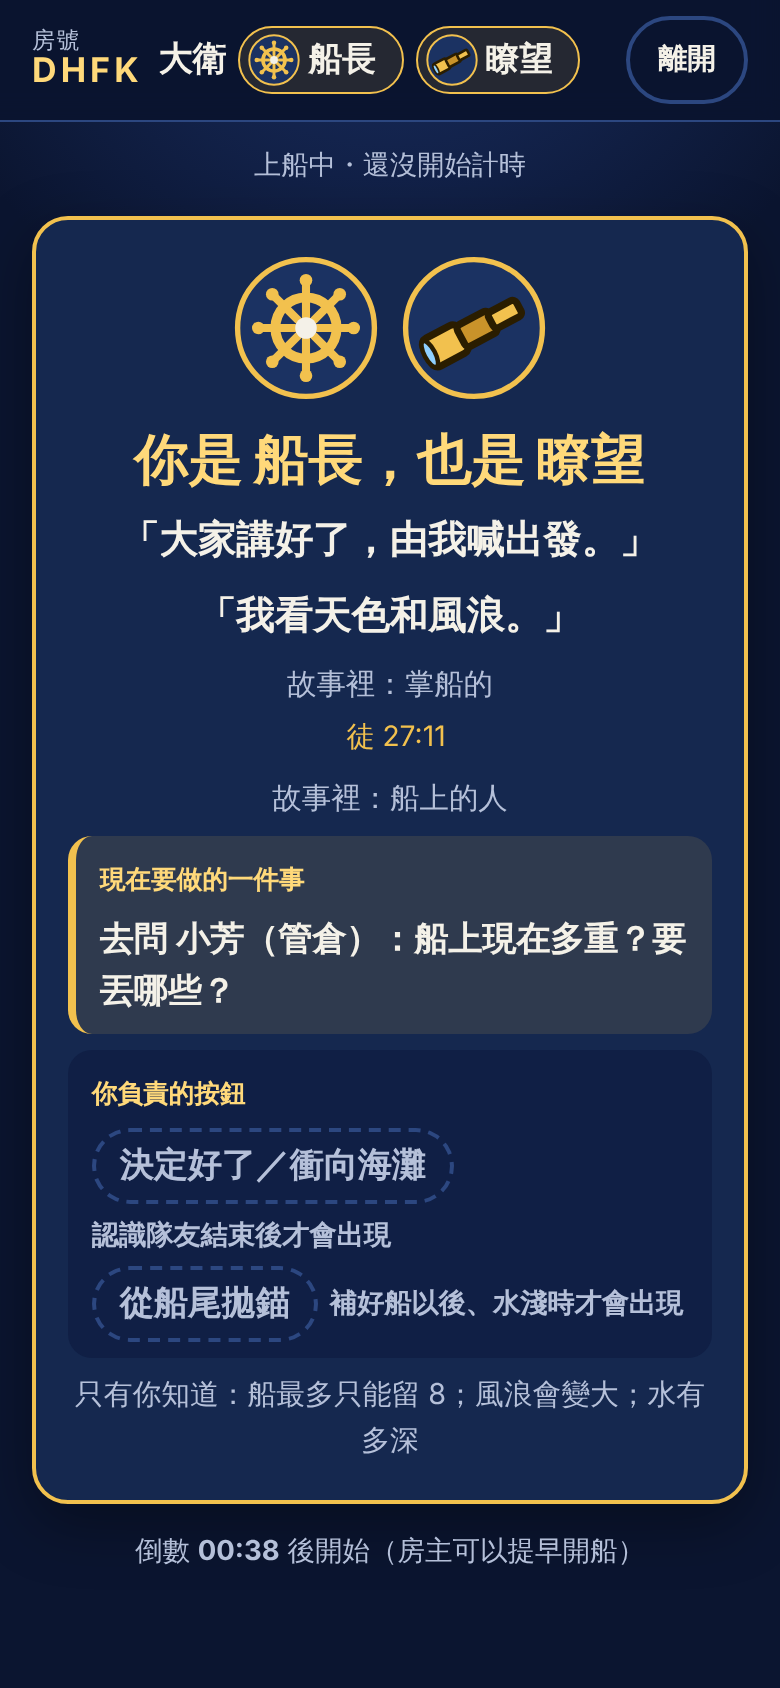 房號
DHFK 大衛 船長 瞭望 離開
上船中・還沒開始計時
你是 船長，也是 瞭望
「大家講好了，由我喊出發。」
「我看天色和風浪。」
故事裡：掌船的
徒 27:11
故事裡：船上的人
現在要做的一件事
去問 小芳（管倉）：船上現在多重？要
丟哪些？
你負責的按鈕
決定好了／衝向海灘
認識隊友結束後才會出現
從船尾拋錨 補好船以後、水淺時才會出現
只有你知道：船最多只能留 8；風浪會變大；水有
多深
倒數 00:38 後開始（房主可以提早開船）